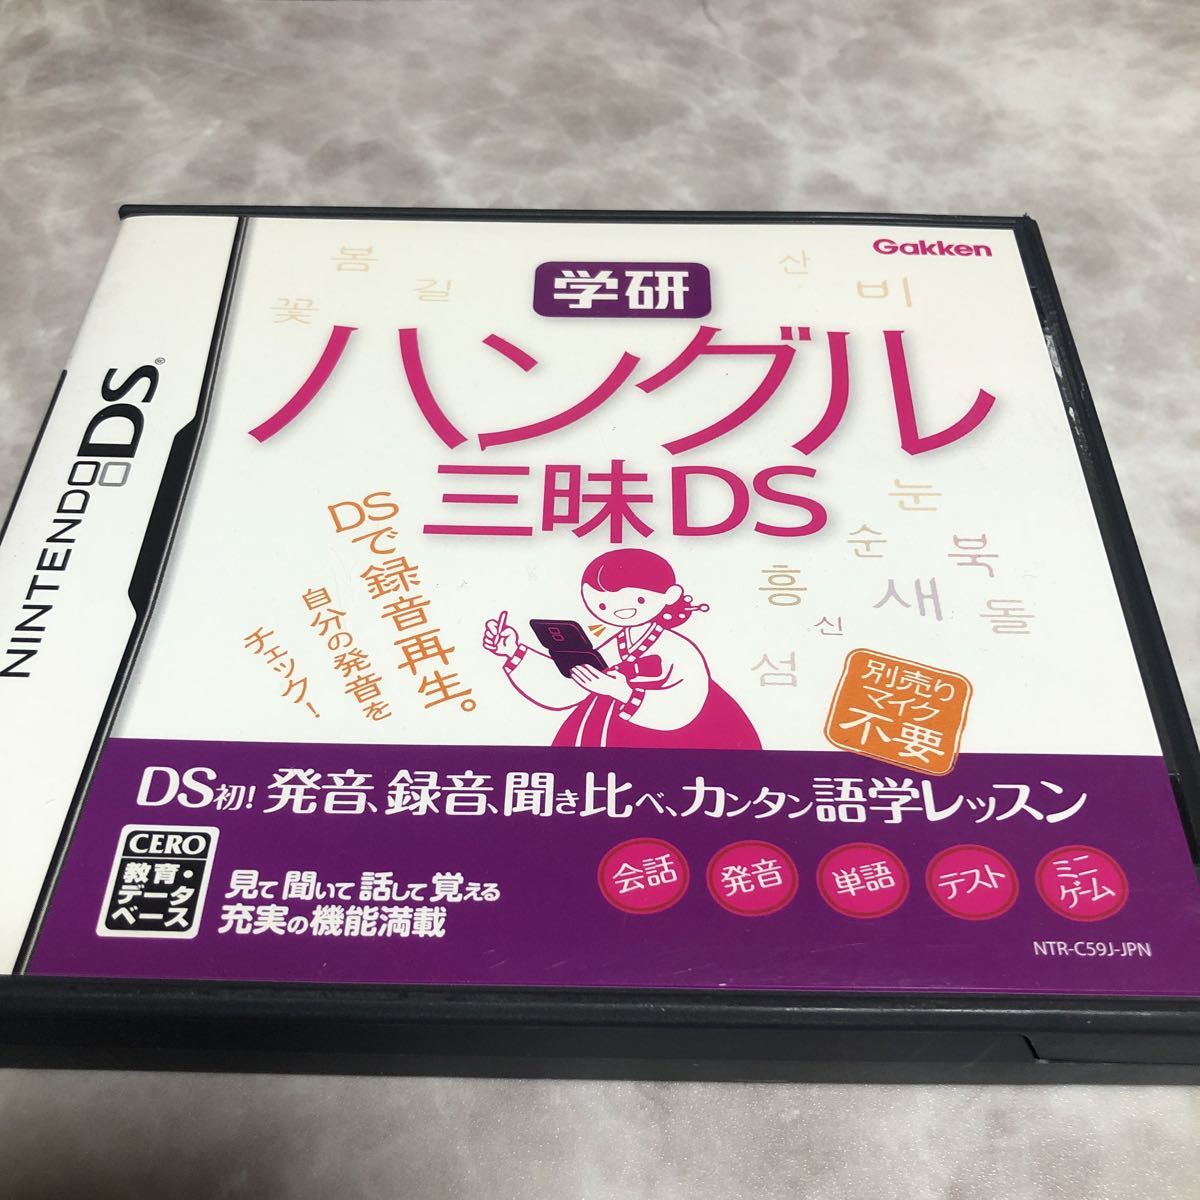 NINTENDO DS®
Gakken
봄
길
꽃
산
비
学研
ハングル
三昧DS
눈
순
북
흥
새
돌
신
섬
DSで録音再生。
自分の発音を
チェック!
別売り
マイク
不要
DS初! 発音、録音、聞き比べ、カンタン語学レッスン
CERO
教育・
データ
ベース
見て聞いて話して覚える
充実の機能満載
会話
発音
単語
テスト
ミニ
ゲーム
NTR-C59J-JPN